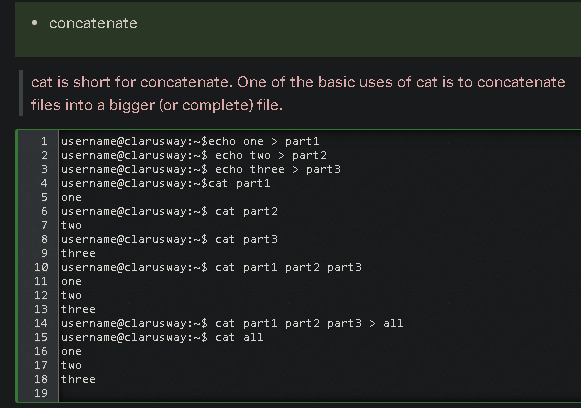 • concatenate
cat is short for concatenate. One of the basic uses of cat is to concatenate
files into a bigger (or complete) file.
1 username@clarusway:~$echo one > part1
2 username@clarusway:~$ echo two > part2
3 username@clarusway:~$ echo three > part3
4 username@clarusway:~$cat part1
5 one
6 username@clarusway:~$ cat part2
7 two
8 username@clarusway:~$ cat part3
9 three
10 username@clarusway:~$ cat part1 part2 part3
11 one
12 two
13 three
14 username@clarusway:~$ cat part1 part2 part3 > all
15 username@clarusway:~$ cat all
16 one
17 two
18 three
19